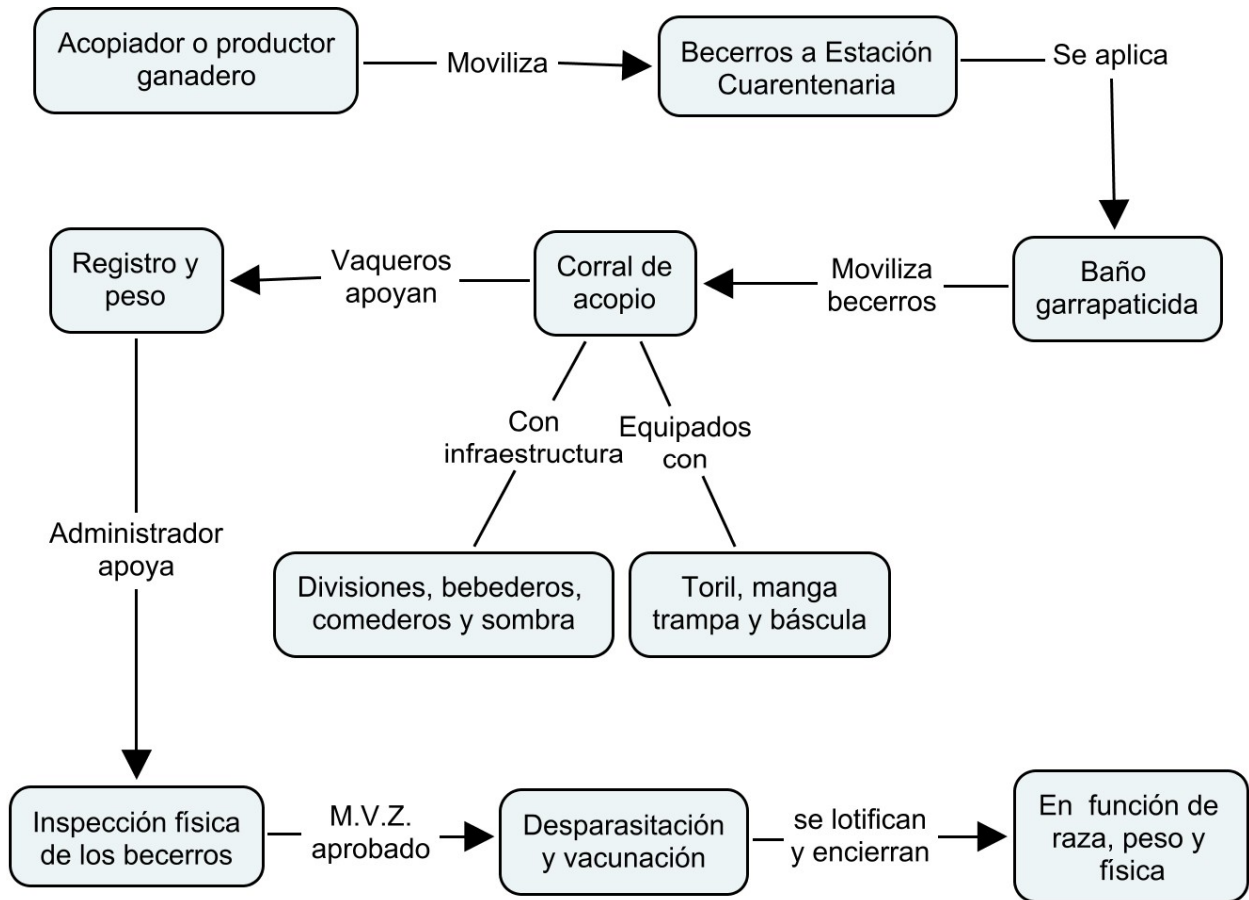 Acopiador o productor
ganadero
Moviliza
Becerros a Estación
Cuarentenaria
Se aplica
Baño
garrapaticida
Moviliza
becerros
Corral de
acopio
Vaqueros
apoyan
Registro y
peso
Con
infraestructura
Equipados
con
Divisiones, bebederos,
comederos y sombra
Toril, manga
trampa y báscula
Administrador
apoya
Inspección física
de los becerros
M.V.Z.
aprobado
Desparasitación
y vacunación
se lotifican
y encierran
En función de
raza, peso y
física